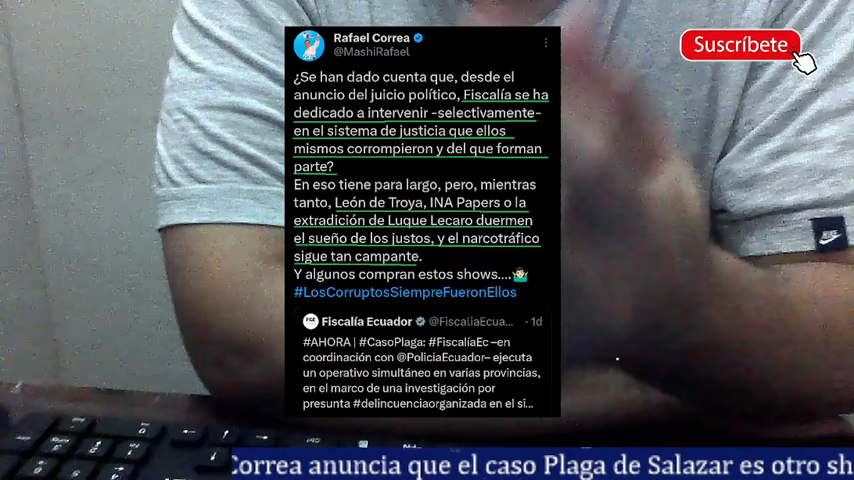 Rafael Correa
@MashiRafael
¿Se han dado cuenta que, desde el
anuncio del juicio político, Fiscalía se ha
dedicado a intervenir -selectivamente-
en el sistema de justicia que ellos
mismos corrompieron y del que forman
parte?
En eso tiene para largo, pero, mientras
tanto, León de Troya, INA Papers o la
extradición de Luque Lecaro duermen
el sueño de los justos, y el narcotráfico
sigue tan campante.
Y algunos compran estos shows....🤷🏻‍♂️
#LosCorruptosSiempreFueronEllos
Fiscalía Ecuador @FiscaliaEcua... · 1d
#AHORA | #CasoPlaga: #FiscalíaEc –en
coordinación con @PoliciaEcuador– ejecuta
un operativo simultáneo en varias provincias,
en el marco de una investigación por
presunta #delincuenciaorganizada en el si...
Suscríbete
Correa anuncia que el caso Plaga de Salazar es otro sh